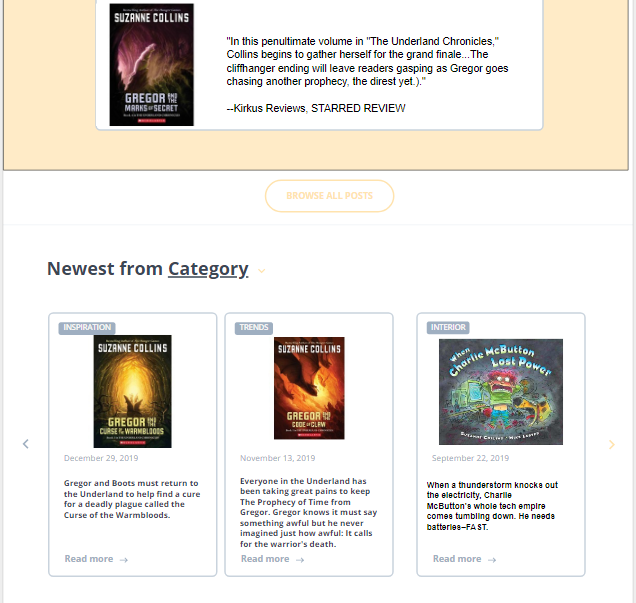 SUZANNE COLLINS
GREGOR AND THE
MARKS OF SECRET
"In this penultimate volume in "The Underland Chronicles,"
Collins begins to gather herself for the grand finale...The
cliffhanger ending will leave readers gasping as Gregor goes
chasing another prophecy, the direst yet.)."
--Kirkus Reviews, STARRED REVIEW
BROWSE ALL POSTS
Newest from Category
INSPIRATION
SUZANNE COLLINS
GREGOR AND THE
CURSE OF THE WARMBLOODS
December 29, 2019
Gregor and Boots must return to
the Underland to help find a cure
for a deadly plague called the
Curse of the Warmbloods.
Read more →
TRENDS
SUZANNE COLLINS
GREGOR AND THE
CODE OF CLAW
November 13, 2019
Everyone in the Underland has
been taking great pains to keep
The Prophecy of Time from
Gregor. Gregor knows it must say
something awful but he never
imagined just how awful: It calls
for the warrior's death.
Read more →
INTERIOR
When
Charlie McButton
Lost Power
SUZANNE COLLINS
September 22, 2019
When a thunderstorm knocks out
the electricity, Charlie
McButton's whole tech empire
comes tumbling down. He needs
batteries--FAST.
Read more →